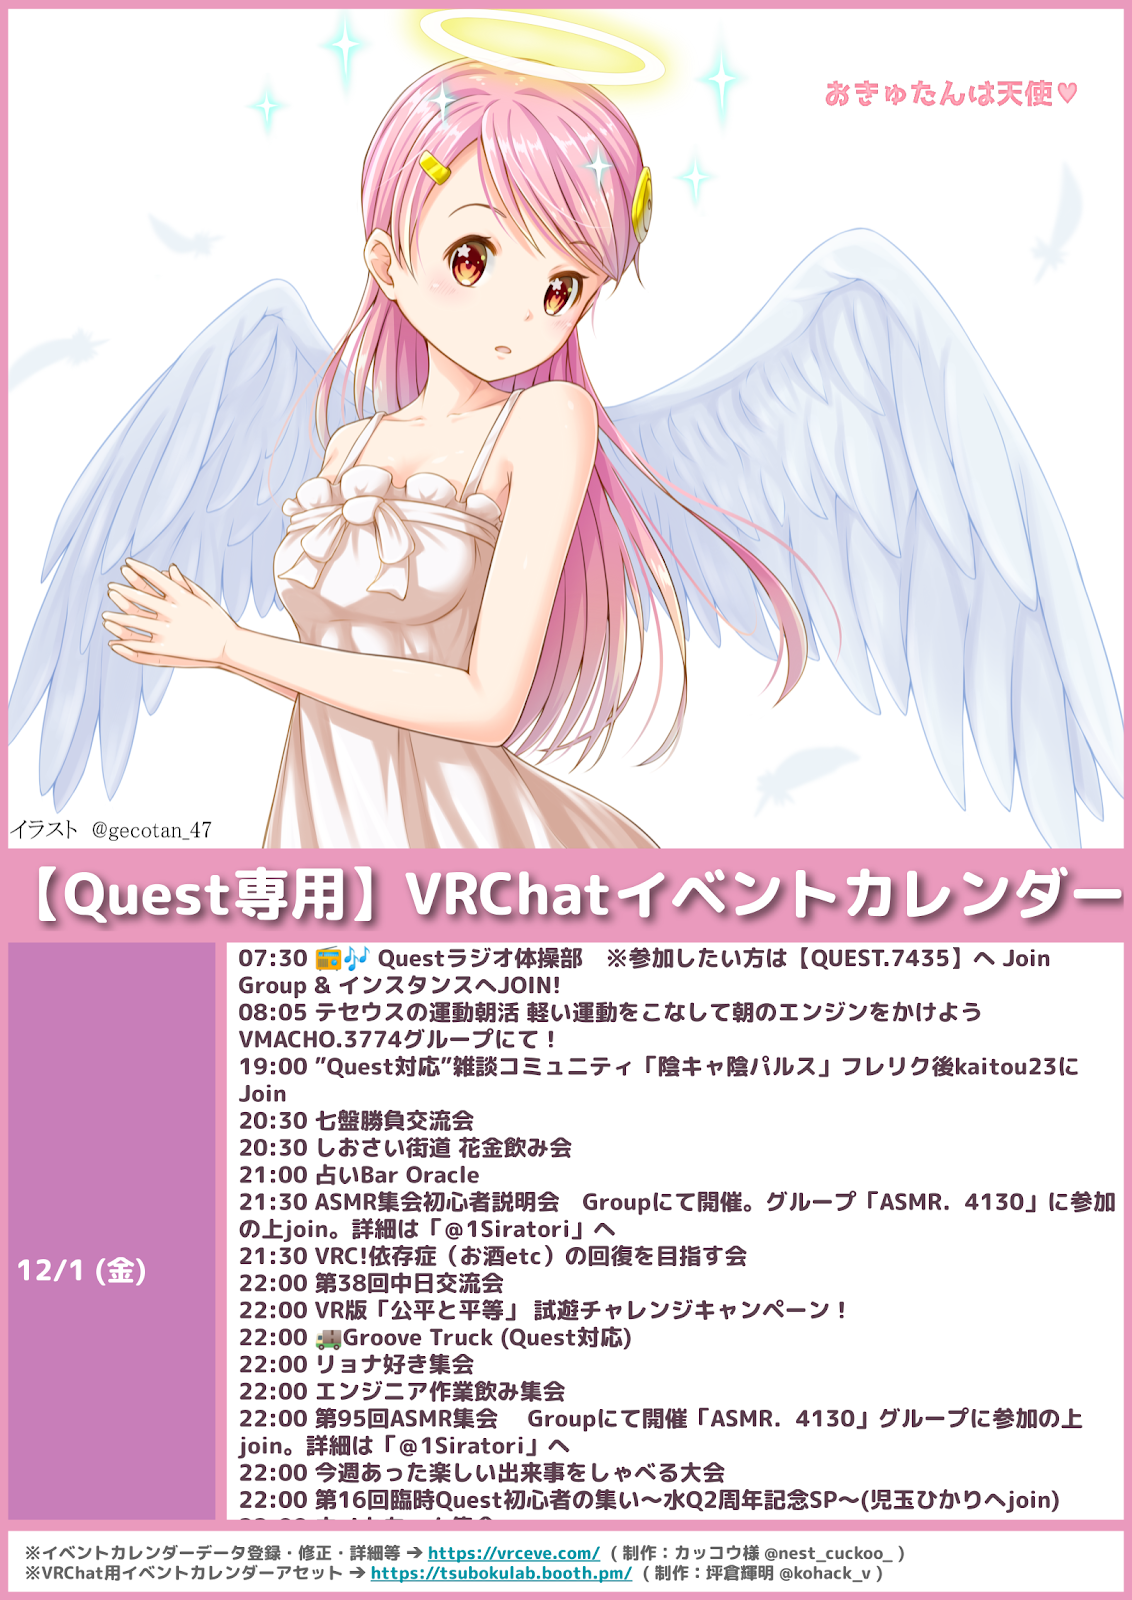 おきゅたんは天使♥
イラスト @gecotan_47
【Quest専用】VRChatイベントカレンダー
12/1 (金)
07:30 📻🎶 Questラジオ体操部　※参加したい方は【QUEST.7435】へ Join
Group & インスタンスへJOIN!
08:05 テセウスの運動朝活 軽い運動をこなして朝のエンジンをかけよう
VMACHO.3774グループにて！
19:00 ”Quest対応”雑談コミュニティ「陰キャ陰パルス」フレリク後kaitou23に
Join
20:30 七盤勝負交流会
20:30 しおさい街道 花金飲み会
21:00 占いBar Oracle
21:30 ASMR集会初心者説明会　Groupにて開催。グループ「ASMR．4130」に参加
の上join。詳細は「＠1Siratori」へ
21:30 VRC!依存症（お酒etc）の回復を目指す会
22:00 第38回中日交流会
22:00 VR版「公平と平等」 試遊チャレンジキャンペーン！
22:00 🚚Groove Truck (Quest対応)
22:00 リョナ好き集会
22:00 エンジニア作業飲み集会
22:00 第95回ASMR集会　 Groupにて開催「ASMR．4130」グループに参加の上
join。詳細は「＠1Siratori」へ
22:00 今週あった楽しい出来事をしゃべる大会
22:00 第16回臨時Quest初心者の集い～水Q2周年記念SP～(児玉ひかりへjoin)
※イベントカレンダーデータ登録・修正・詳細等 ➔ https://vrceve.com/ ( 制作：カッコウ様 @nest_cuckoo_ )
※VRChat用イベントカレンダーアセット ➔ https://tsubokulab.booth.pm/ ( 制作：坪倉輝明 @kohack_v )